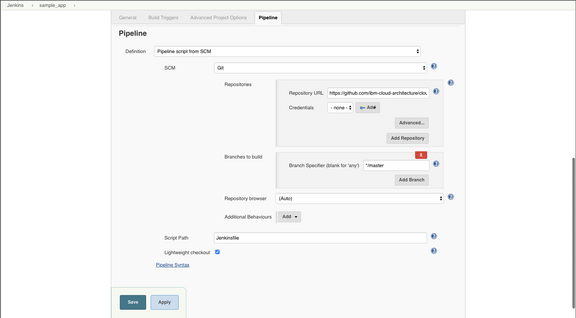 Jenkins › sample_app ›
General Build Triggers Advanced Project Options Pipeline
Pipeline
Definition Pipeline script from SCM
SCM Git
Repositories
Repository URL https://github.com/ibm-cloud-architecture/clou
Credentials - none - Add
Advanced...
Add Repository
Branches to build
X
Branch Specifier (blank for 'any') */master
Add Branch
Repository browser (Auto)
Additional Behaviours Add
Script Path Jenkinsfile
Lightweight checkout
Pipeline Syntax
Save Apply